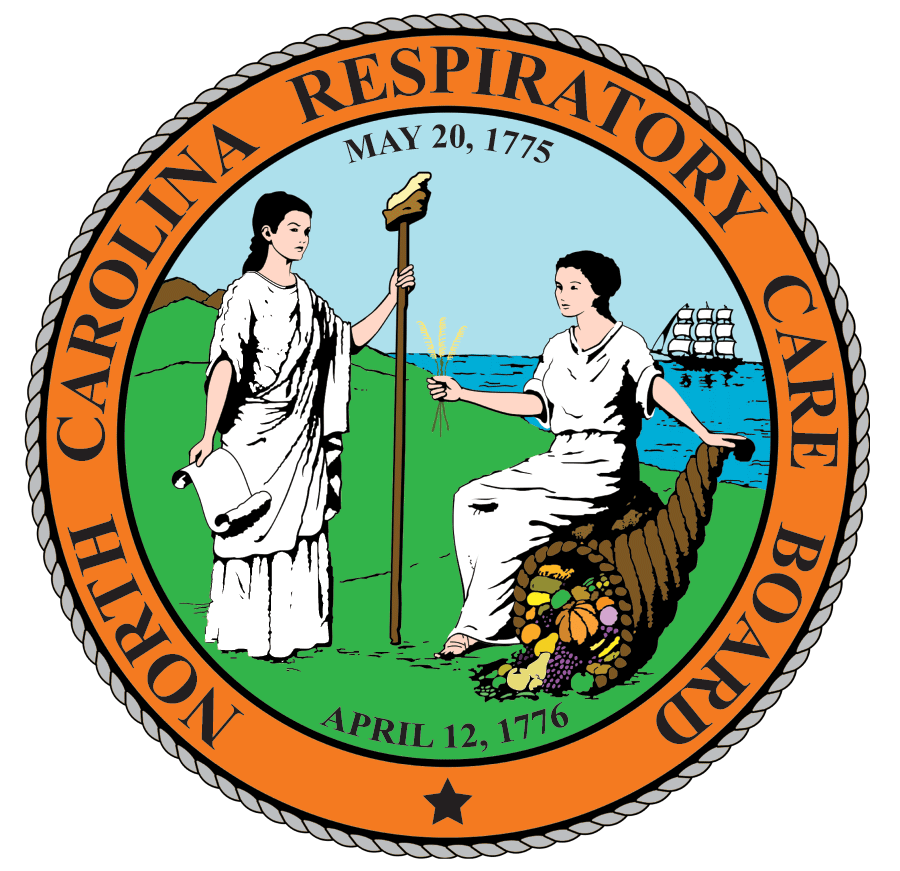 NORTH CAROLINA RESPIRATORY CARE BOARD
MAY 20, 1775
APRIL 12, 1776